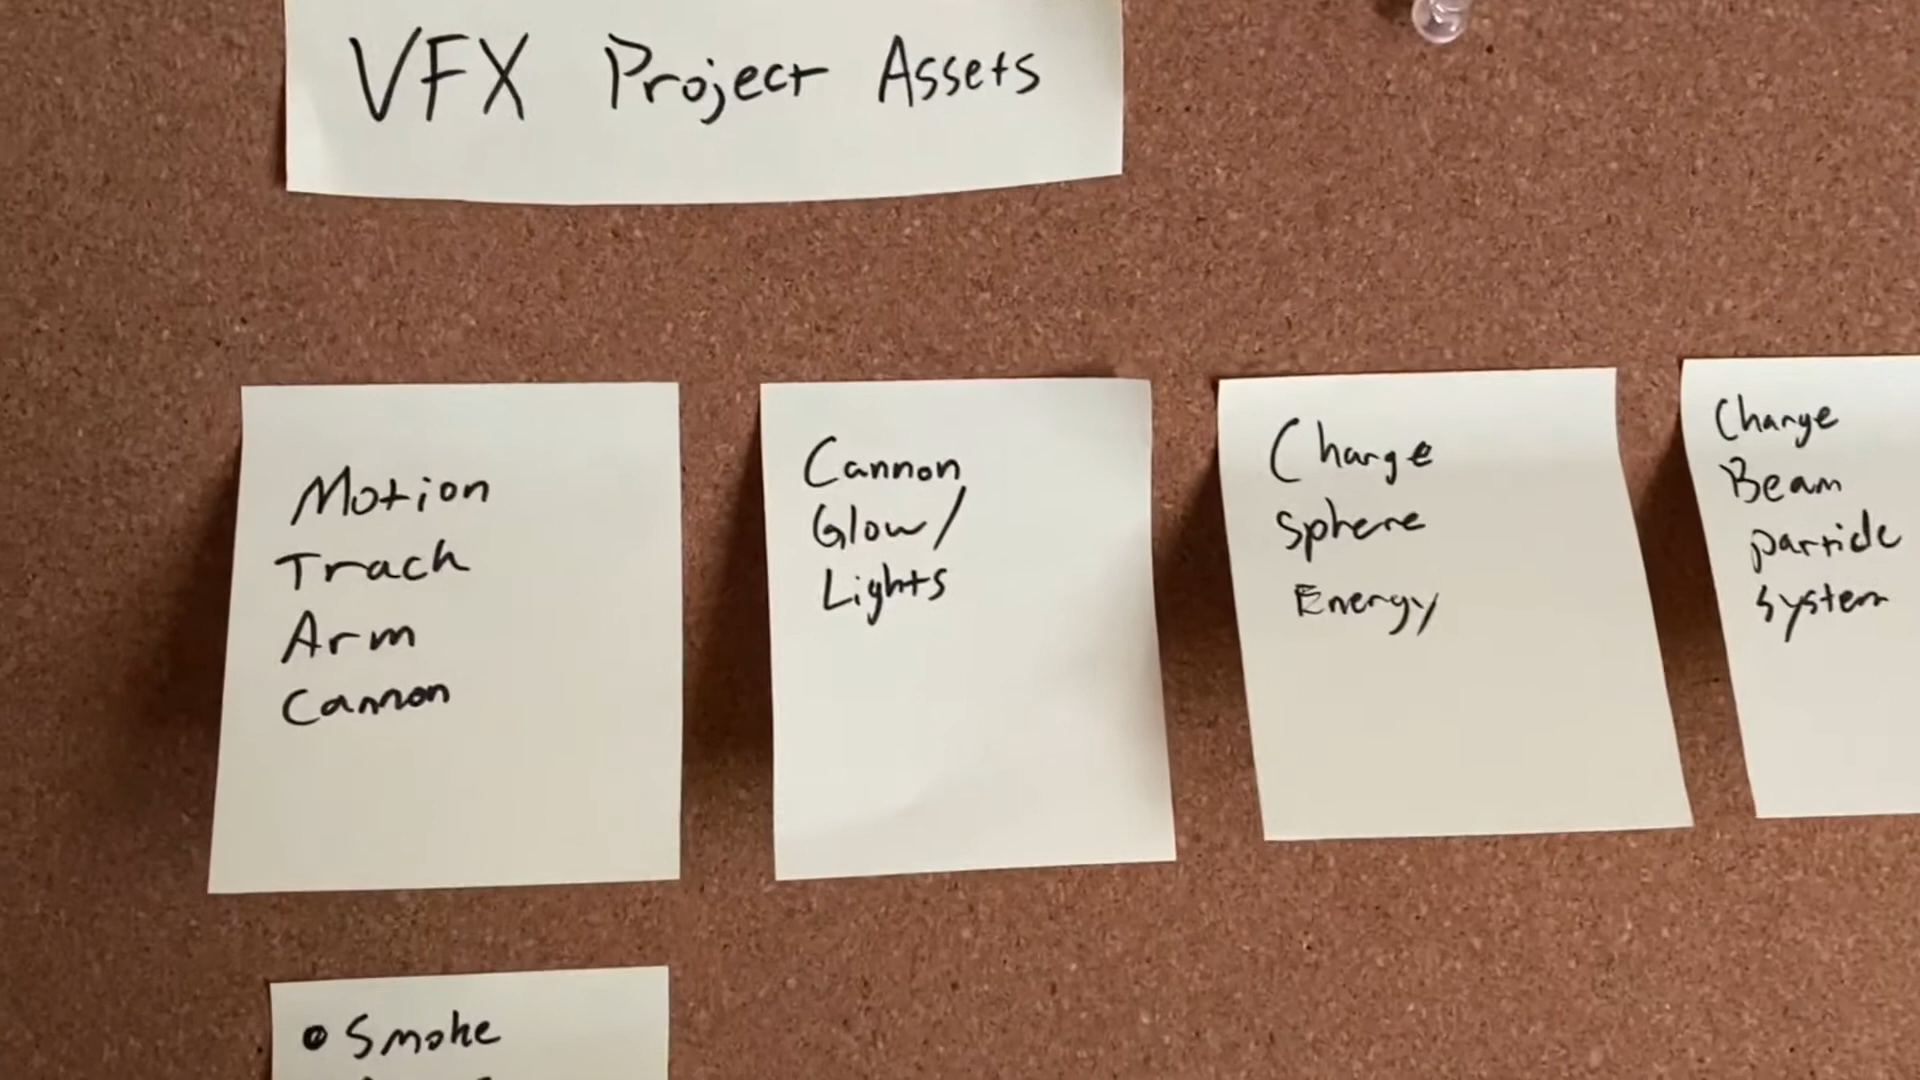 VFX Project Assets
Motion
Track
Arm
Cannon
Cannon
Glow/
Lights
Charge
Sphere
Energy
Charge
Beam
particle
system
• Smoke